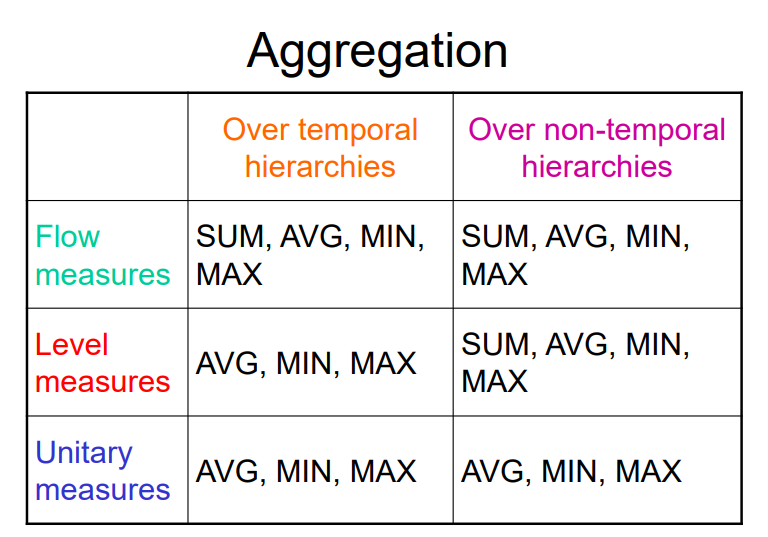 Aggregation
Over temporal
hierarchies
Over non-temporal
hierarchies
Flow
measures
SUM, AVG, MIN,
MAX
SUM, AVG, MIN,
MAX
Level
measures
AVG, MIN, MAX
SUM, AVG, MIN,
MAX
Unitary
measures
AVG, MIN, MAX
AVG, MIN, MAX